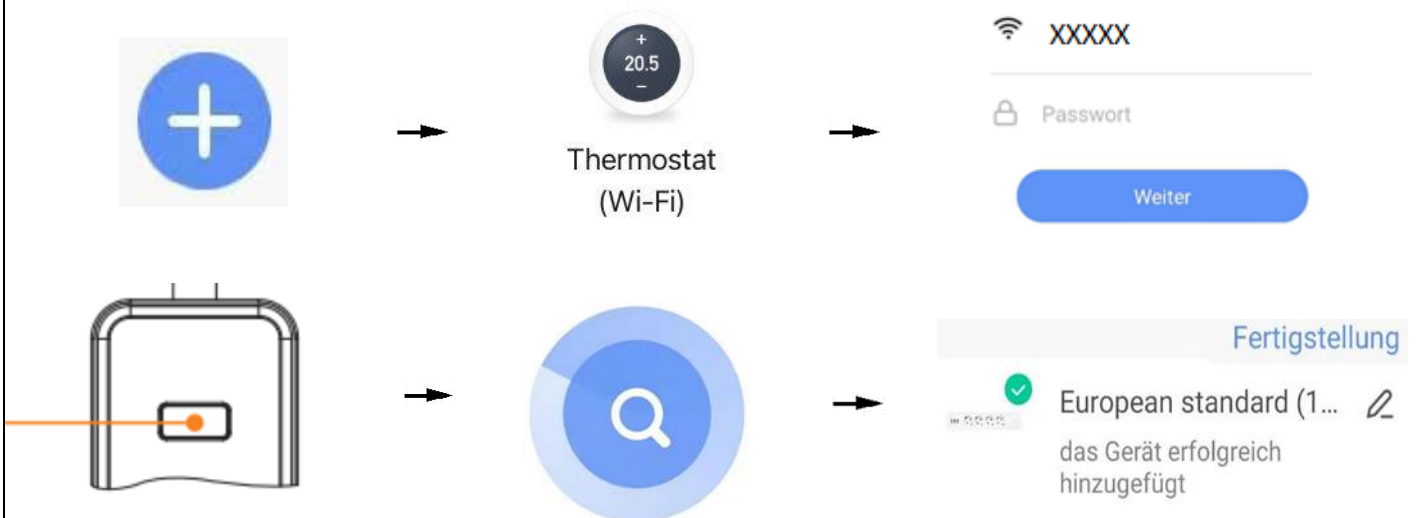 XXXXX
+
20.5
−
Passwort
Thermostat
(Wi-Fi)
Weiter
Fertigstellung
European standard (1...
das Gerät erfolgreich
hinzugefügt